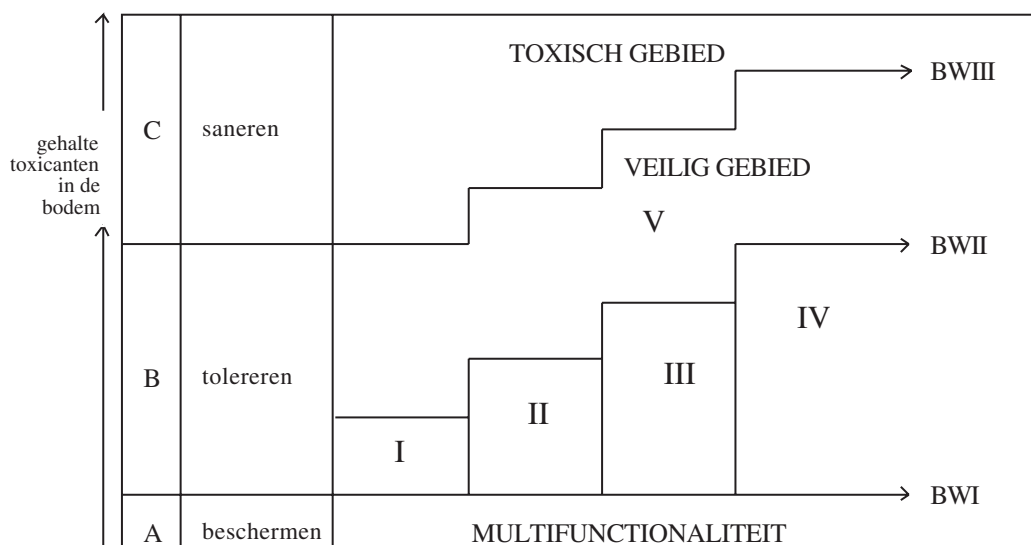 TOXISCH GEBIED
BWIII
C
saneren
gehalte
toxicanten
in de
bodem
VEILIG GEBIED
V
BWII
IV
B
tolereren
III
II
I
BWI
A
beschermen
MULTIFUNCTIONALITEIT